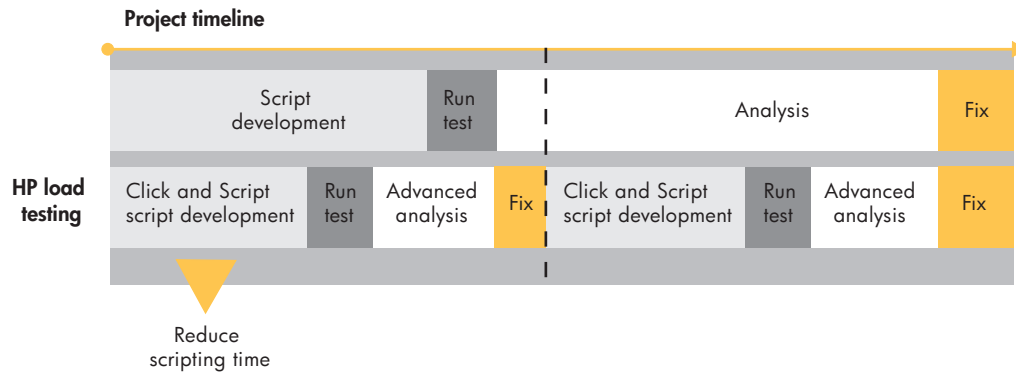 Project timeline
Script
development
Run
test
Analysis
Fix
HP load
testing
Click and Script
script development
Run
test
Advanced
analysis
Fix
Click and Script
script development
Run
test
Advanced
analysis
Fix
Reduce
scripting time